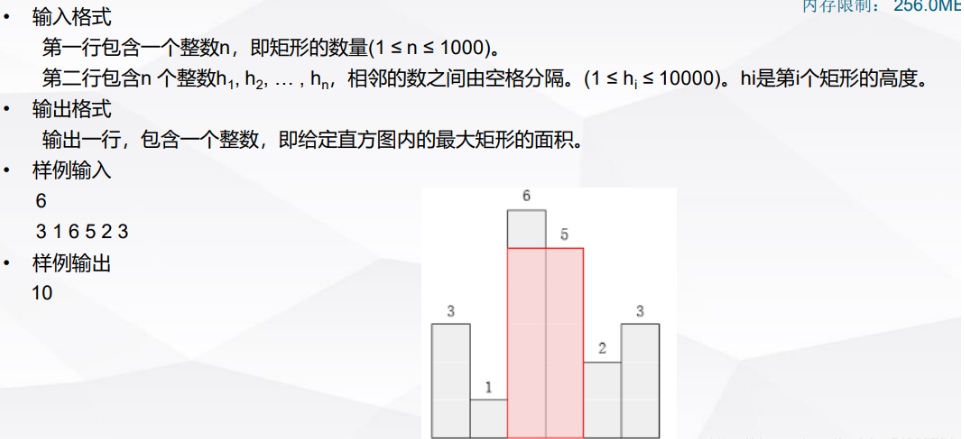 内存限制： 256.0MB
• 输入格式
第一行包含一个整数n，即矩形的数量(1 ≤ n ≤ 1000)。
第二行包含n 个整数h1, h2, … , hn，相邻的数之间由空格分隔。(1 ≤ hi ≤ 10000)。hi是第i个矩形的高度。
• 输出格式
输出一行，包含一个整数，即给定直方图内的最大矩形的面积。
• 样例输入
6
3 1 6 5 2 3
• 样例输出
10
6
5
3
3
2
1